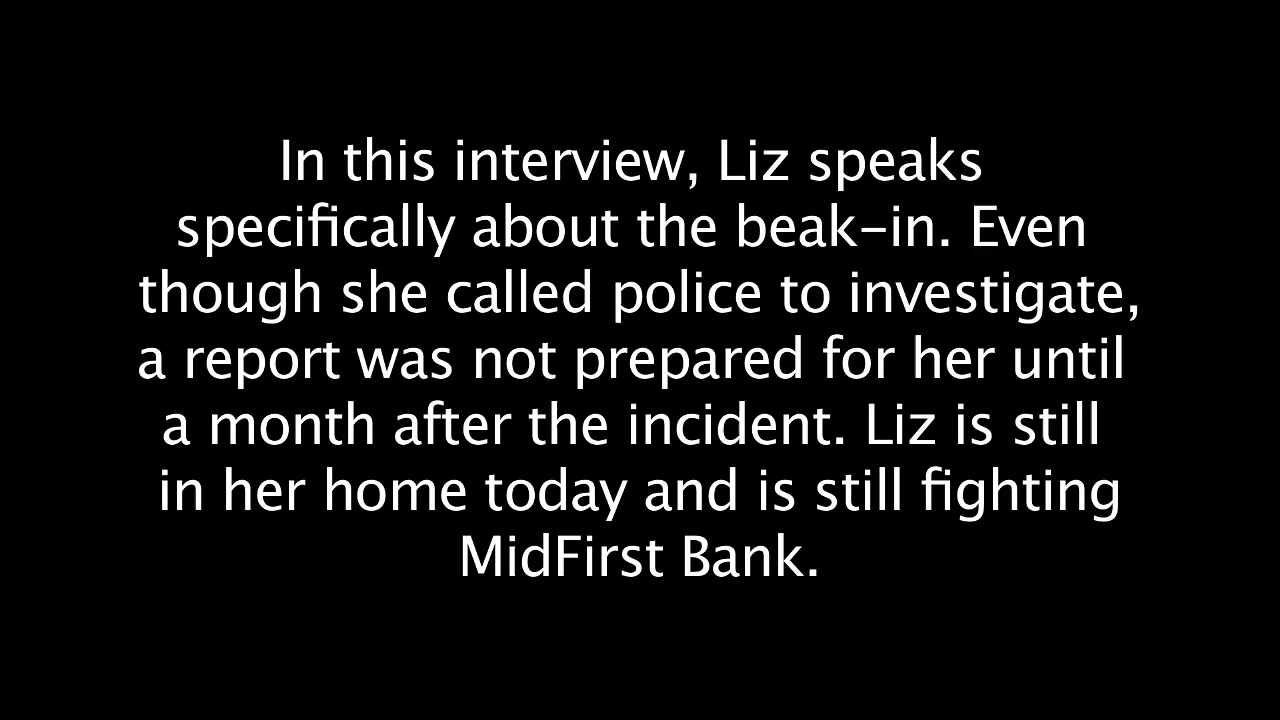 In this interview, Liz speaks
specifically about the beak-in. Even
though she called police to investigate,
a report was not prepared for her until
a month after the incident. Liz is still
in her home today and is still fighting
MidFirst Bank.